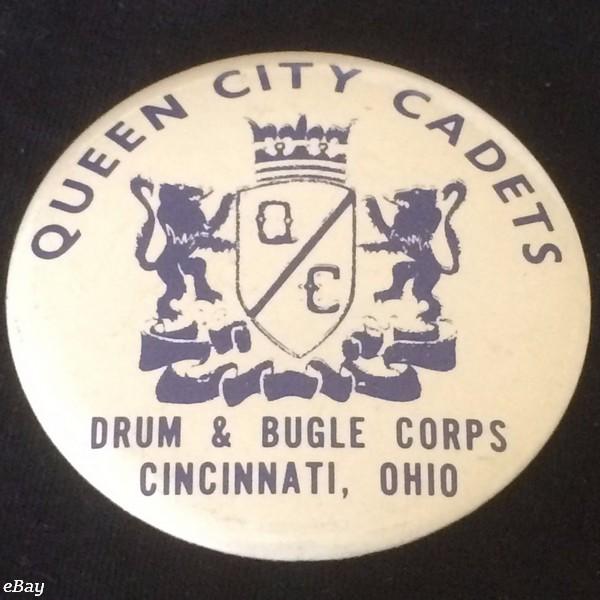 QUEEN CITY CADETS
Q
C
DRUM & BUGLE CORPS
CINCINNATI, OHIO
eBay